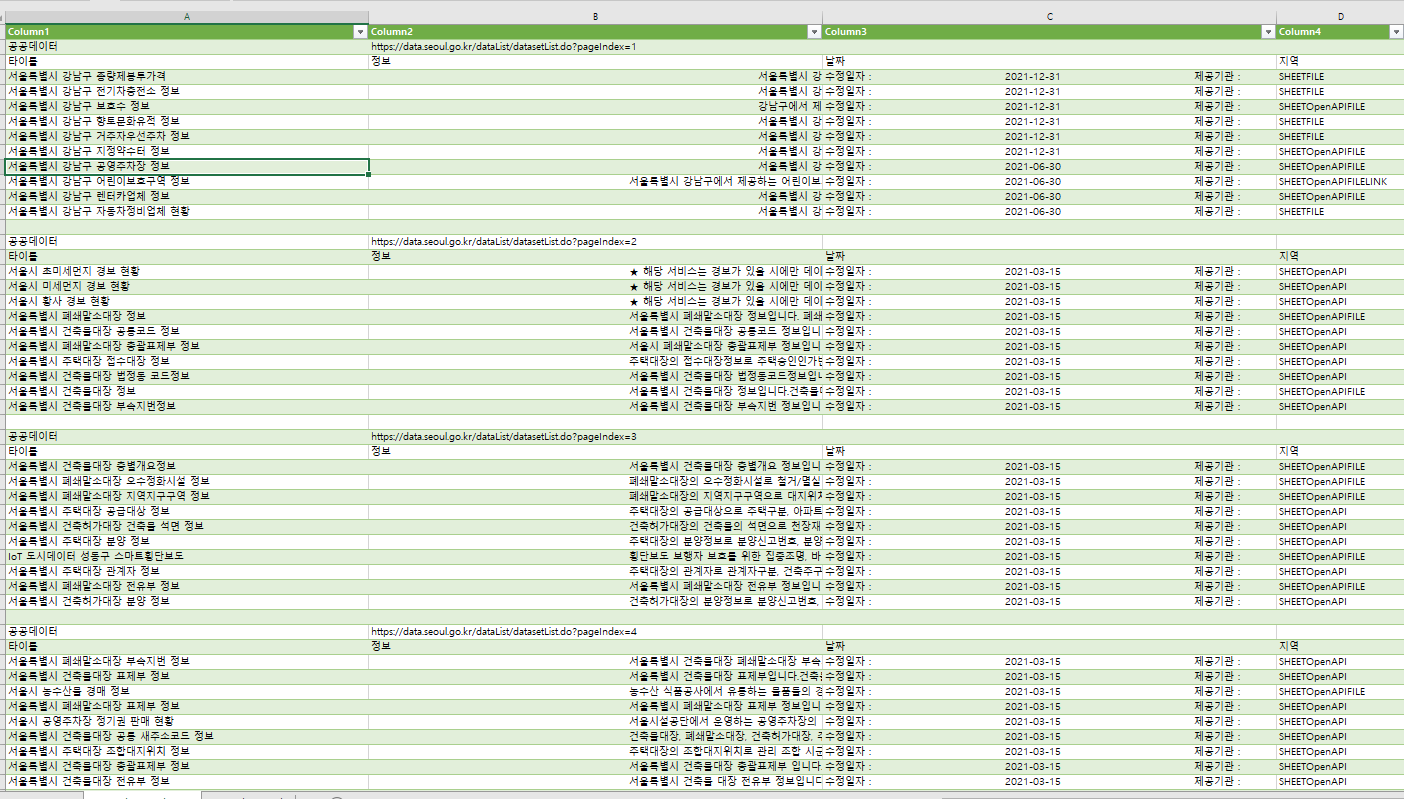 A B C D
Column1 Column2 Column3 Column4
공공데이터 https://data.seoul.go.kr/dataList/datasetList.do?pageIndex=1
타이틀 정보 날짜 지역
서울특별시 강남구 종량제봉투가격 서울특별시 강 수정일자 : 2021-12-31 제공기관 : SHEETFILE
서울특별시 강남구 전기차충전소 정보 서울특별시 강 수정일자 : 2021-12-31 제공기관 : SHEETFILE
서울특별시 강남구 보호수 정보 강남구에서 제 수정일자 : 2021-12-31 제공기관 : SHEETOpenAPIFILE
서울특별시 강남구 향토문화유적 정보 서울특별시 강 수정일자 : 2021-12-31 제공기관 : SHEETFILE
서울특별시 강남구 거주자우선주차 정보 서울특별시 강 수정일자 : 2021-12-31 제공기관 : SHEETFILE
서울특별시 강남구 지정약수터 정보 서울특별시 강 수정일자 : 2021-12-31 제공기관 : SHEETOpenAPIFILE
서울특별시 강남구 공영주차장 정보 서울특별시 강 수정일자 : 2021-06-30 제공기관 : SHEETOpenAPIFILE
서울특별시 강남구 어린이보호구역 정보 서울특별시 강남구에서 제공하는 어린이보 수정일자 : 2021-06-30 제공기관 : SHEETOpenAPIFILELINK
서울특별시 강남구 렌터카업체 정보 서울특별시 강 수정일자 : 2021-06-30 제공기관 : SHEETOpenAPIFILE
서울특별시 강남구 자동차정비업체 현황 서울특별시 강 수정일자 : 2021-06-30 제공기관 : SHEETFILE
공공데이터 https://data.seoul.go.kr/dataList/datasetList.do?pageIndex=2
타이틀 정보 날짜 지역
서울시 초미세먼지 경보 현황 ★ 해당 서비스는 경보가 있을 시에만 데이 수정일자 : 2021-03-15 제공기관 : SHEETOpenAPI
서울시 미세먼지 경보 현황 ★ 해당 서비스는 경보가 있을 시에만 데이 수정일자 : 2021-03-15 제공기관 : SHEETOpenAPI
서울시 황사 경보 현황 ★ 해당 서비스는 경보가 있을 시에만 데이 수정일자 : 2021-03-15 제공기관 : SHEETOpenAPI
서울특별시 폐쇄말소대장 정보 서울특별시 폐쇄말소대장 정보입니다. 폐쇄 수정일자 : 2021-03-15 제공기관 : SHEETOpenAPIFILE
서울특별시 건축물대장 공통코드 정보 서울특별시 건축물대장 공통코드 정보입니 수정일자 : 2021-03-15 제공기관 : SHEETOpenAPI
서울특별시 폐쇄말소대장 총괄표제부 정보 서울시 폐쇄말소대장 총괄표제부 정보입니 수정일자 : 2021-03-15 제공기관 : SHEETOpenAPI
서울특별시 주택대장 접수대장 정보 주택대장의 접수대장정보로 주택승인인가 수정일자 : 2021-03-15 제공기관 : SHEETOpenAPI
서울특별시 건축물대장 법정동 코드정보 서울특별시 건축물대장 법정동코드정보입 수정일자 : 2021-03-15 제공기관 : SHEETOpenAPI
서울특별시 건축물대장 정보 서울특별시 건축물대장 정보입니다.건축물 수정일자 : 2021-03-15 제공기관 : SHEETOpenAPIFILE
서울특별시 건축물대장 부속지번정보 서울특별시 건축물대장 부속지번 정보입니 수정일자 : 2021-03-15 제공기관 : SHEETOpenAPI
공공데이터 https://data.seoul.go.kr/dataList/datasetList.do?pageIndex=3
타이틀 정보 날짜 지역
서울특별시 건축물대장 층별개요정보 서울특별시 건축물대장 층별개요 정보입니 수정일자 : 2021-03-15 제공기관 : SHEETOpenAPIFILE
서울특별시 폐쇄말소대장 오수정화시설 정보 폐쇄말소대장의 오수정화시설로 철거/멸실 수정일자 : 2021-03-15 제공기관 : SHEETOpenAPIFILE
서울특별시 폐쇄말소대장 지역지구구역 정보 폐쇄말소대장의 지역지구구역으로 대지위치 수정일자 : 2021-03-15 제공기관 : SHEETOpenAPIFILE
서울특별시 주택대장 공급대상 정보 주택대장의 공급대상으로 주택구분, 아파트 수정일자 : 2021-03-15 제공기관 : SHEETOpenAPI
서울특별시 건축허가대장 건축물 석면 정보 건축허가대장의 건축물의 석면으로 천장재 수정일자 : 2021-03-15 제공기관 : SHEETOpenAPI
서울특별시 주택대장 분양 정보 주택대장의 분양정보로 분양신고번호, 분양 수정일자 : 2021-03-15 제공기관 : SHEETOpenAPI
IoT 도시데이터 성동구 스마트횡단보도 횡단보도 보행자 보호를 위한 집중조명, 바 수정일자 : 2021-03-15 제공기관 : SHEETOpenAPIFILE
서울특별시 주택대장 관계자 정보 주택대장의 관계자로 관계자구분, 건축주구 수정일자 : 2021-03-15 제공기관 : SHEETOpenAPI
서울특별시 폐쇄말소대장 전유부 정보 서울특별시 폐쇄말소대장 전유부 정보입니 수정일자 : 2021-03-15 제공기관 : SHEETOpenAPIFILE
서울특별시 건축허가대장 분양 정보 건축허가대장의 분양정보로 분양신고번호, 수정일자 : 2021-03-15 제공기관 : SHEETOpenAPI
공공데이터 https://data.seoul.go.kr/dataList/datasetList.do?pageIndex=4
타이틀 정보 날짜 지역
서울특별시 폐쇄말소대장 부속지번 정보 서울특별시 건축물대장 폐쇄말소대장 부속 수정일자 : 2021-03-15 제공기관 : SHEETOpenAPI
서울특별시 건축물대장 표제부 정보 서울특별시 건축물대장 표제부입니다.건축 수정일자 : 2021-03-15 제공기관 : SHEETOpenAPI
서울시 농수산물 경매 정보 농수산 식품공사에서 유통하는 물품들의 경 수정일자 : 2021-03-15 제공기관 : SHEETOpenAPIFILE
서울특별시 폐쇄말소대장 표제부 정보 서울특별시 폐쇄말소대장 표제부 정보입니 수정일자 : 2021-03-15 제공기관 : SHEETOpenAPI
서울시 공영주차장 정기권 판매 현황 서울시설공단에서 운영하는 공영주차장의 수정일자 : 2021-03-15 제공기관 : SHEETOpenAPI
서울특별시 건축물대장 공통 새주소코드 정보 건축물대장, 폐쇄말소대장, 건축허가대장, 수정일자 : 2021-03-15 제공기관 : SHEETOpenAPI
서울특별시 주택대장 조합대지위치 정보 주택대장의 조합대지위치로 관리 조합 시군 수정일자 : 2021-03-15 제공기관 : SHEETOpenAPI
서울특별시 건축물대장 총괄표제부 정보 서울특별시 건축물대장 총괄표제부 입니다. 수정일자 : 2021-03-15 제공기관 : SHEETOpenAPI
서울특별시 건축물대장 전유부 정보 서울특별시 건축물 대장 전유부 정보입니다 수정일자 : 2021-03-15 제공기관 : SHEETOpenAPI